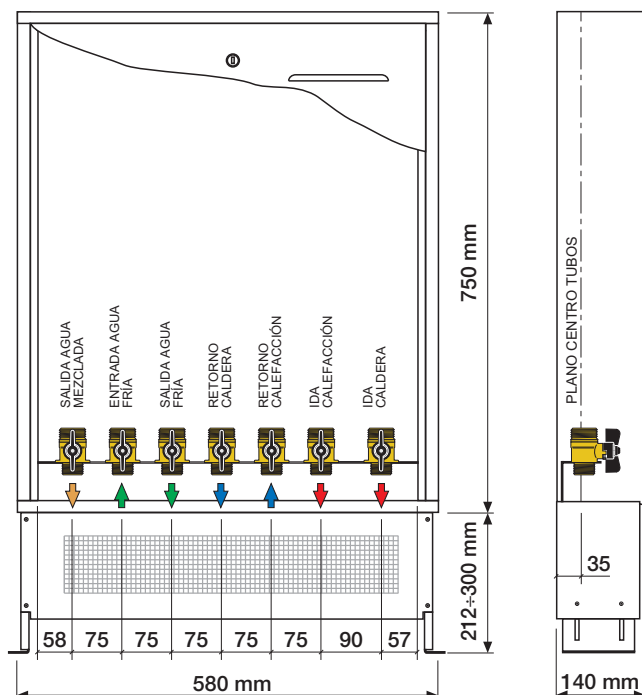 750 mm
PLANO CENTRO TUBOS
SALIDA AGUA
MEZCLADA
ENTRADA AGUA
FRÍA
SALIDA AGUA
FRÍA
RETORNO
CALDERA
RETORNO
CALEFACCIÓN
IDA
CALEFACCIÓN
IDA
CALDERA
212÷300 mm
35
58 75 75 75 75 75 90 57
580 mm
140 mm